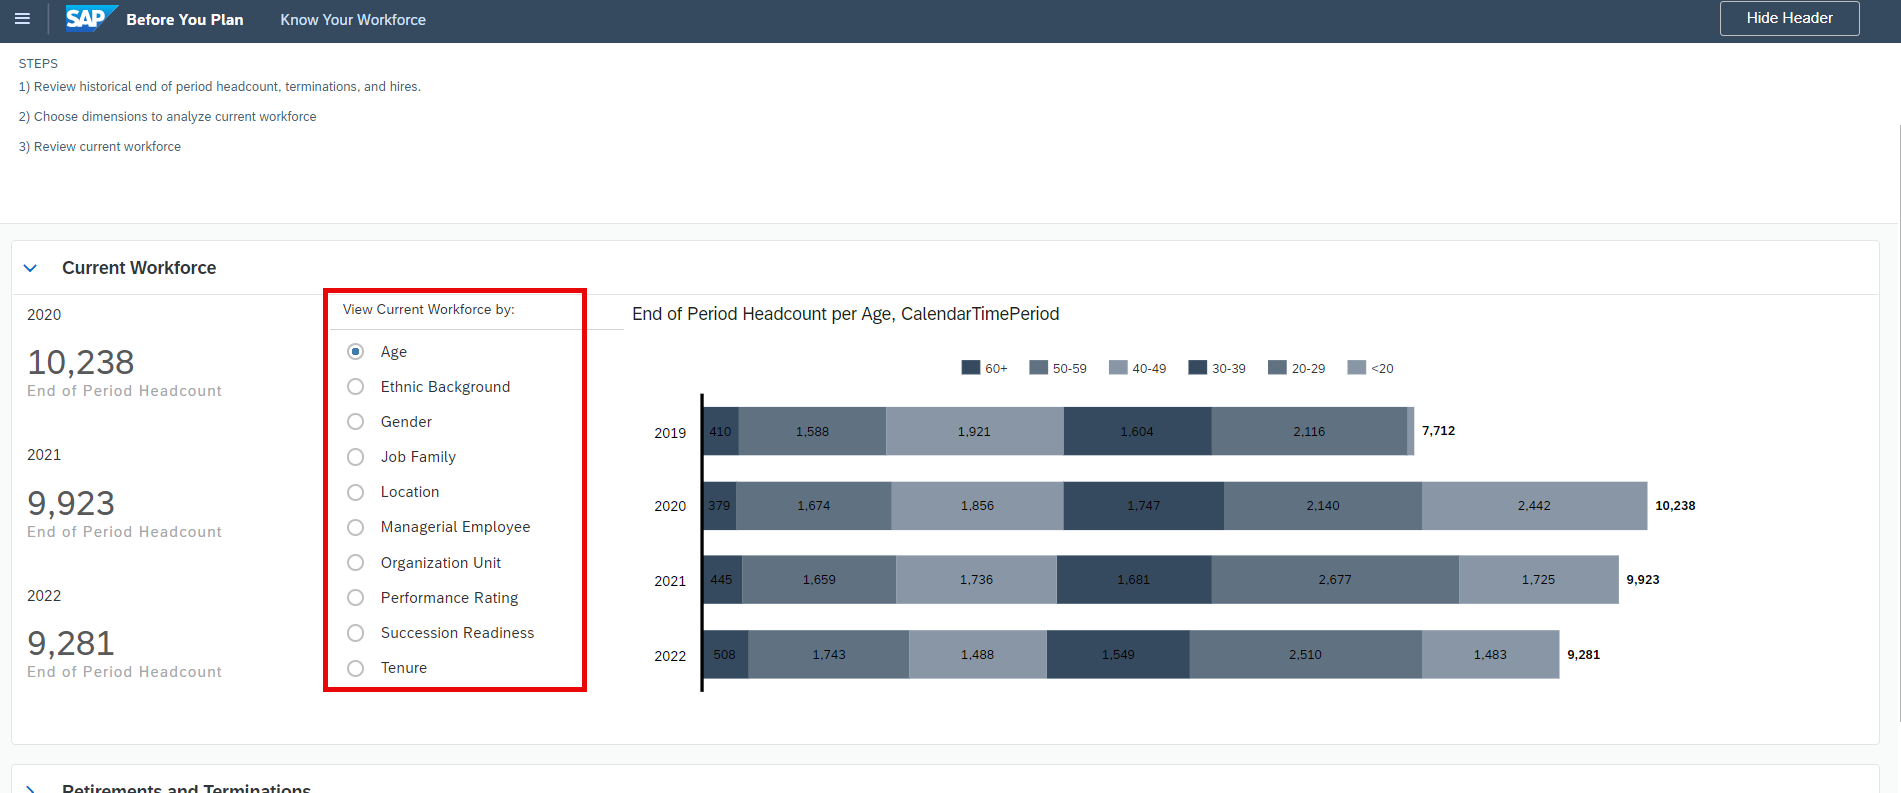 SAP Before You Plan Know Your Workforce Hide Header
STEPS
1) Review historical end of period headcount, terminations, and hires.
2) Choose dimensions to analyze current workforce
3) Review current workforce
Current Workforce
2020
10,238
End of Period Headcount
2021
9,923
End of Period Headcount
2022
9,281
End of Period Headcount
View Current Workforce by:
Age
Ethnic Background
Gender
Job Family
Location
Managerial Employee
Organization Unit
Performance Rating
Succession Readiness
Tenure
End of Period Headcount per Age, CalendarTimePeriod
60+ 50-59 40-49 30-39 20-29 <20
2019 410 1,588 1,921 1,604 2,116 7,712
2020 379 1,674 1,856 1,747 2,140 2,442 10,238
2021 445 1,659 1,736 1,681 2,677 1,725 9,923
2022 508 1,743 1,488 1,549 2,510 1,483 9,281
Retirements and Terminations